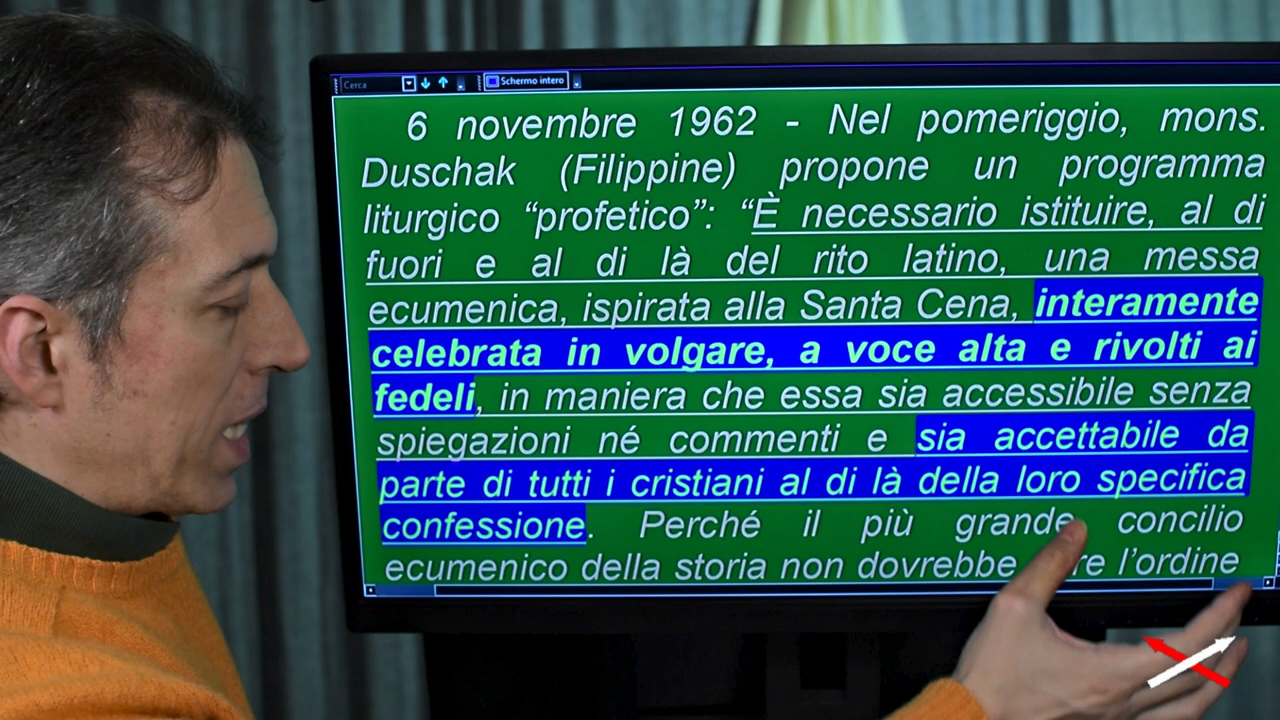 Cerca
Schermo intero
6 novembre 1962 - Nel pomeriggio, mons.
Duschak (Filippine) propone un programma
liturgico “profetico”: “È necessario istituire, al di
fuori e al di là del rito latino, una messa
ecumenica, ispirata alla Santa Cena, interamente
celebrata in volgare, a voce alta e rivolti ai
fedeli, in maniera che essa sia accessibile senza
spiegazioni né commenti e sia accettabile da
parte di tutti i cristiani al di là della loro specifica
confessione. Perché il più grande concilio
ecumenico della storia non dovrebbe l’ordine